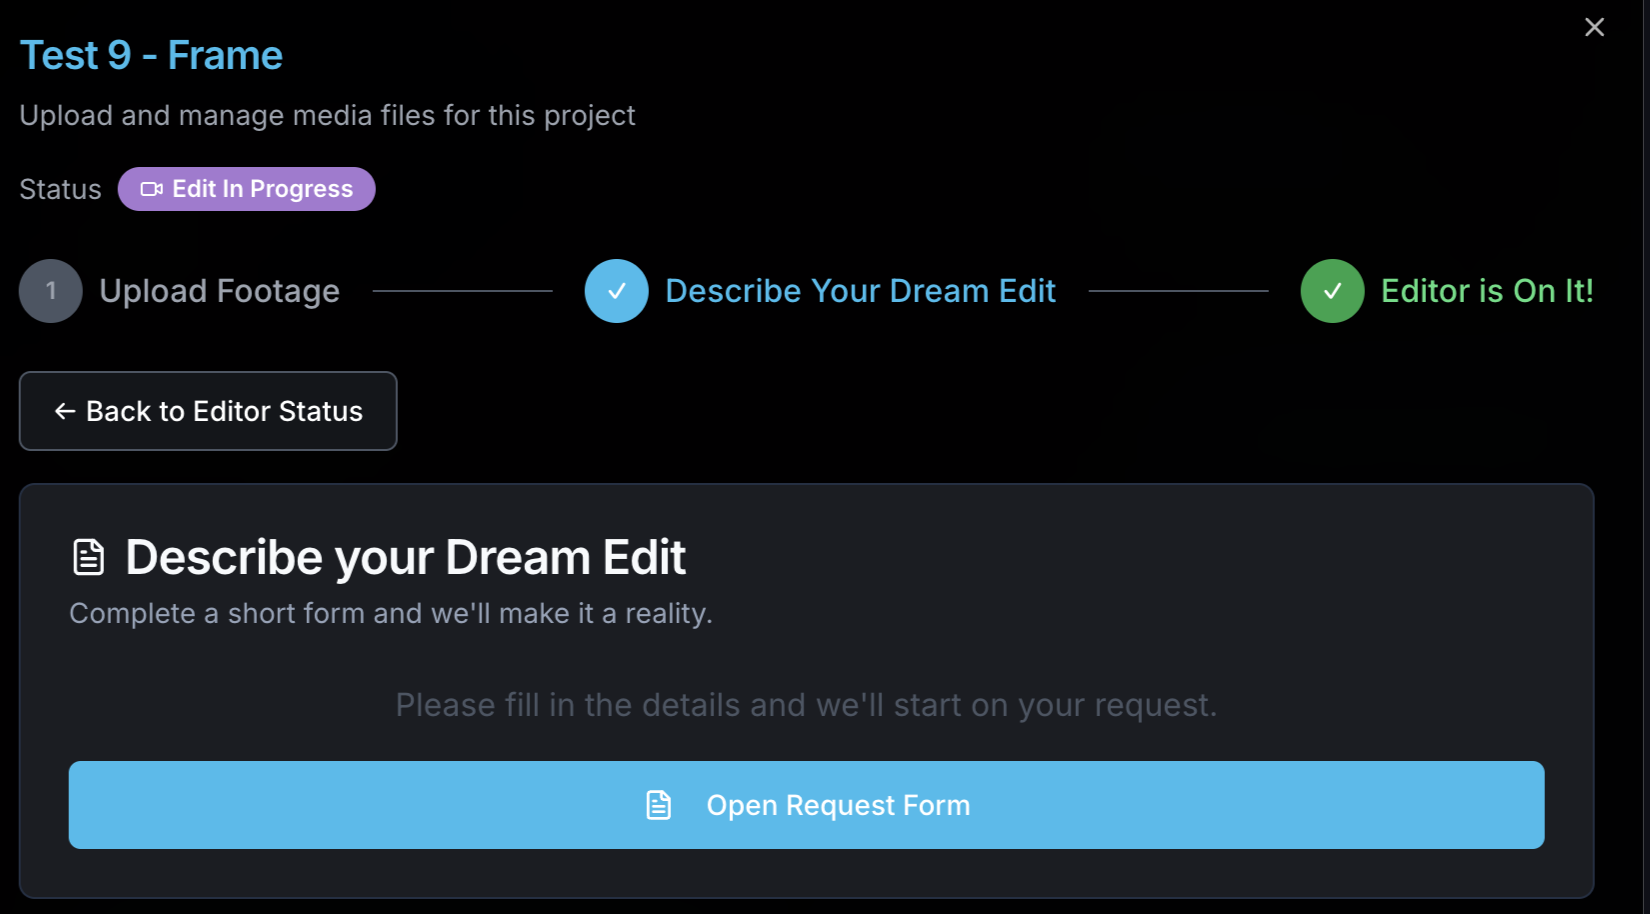 Test 9 - Frame
Upload and manage media files for this project
Status
Edit In Progress
1
Upload Footage
Describe Your Dream Edit
Editor is On It!
← Back to Editor Status
Describe your Dream Edit
Complete a short form and we'll make it a reality.
Please fill in the details and we'll start on your request.
Open Request Form